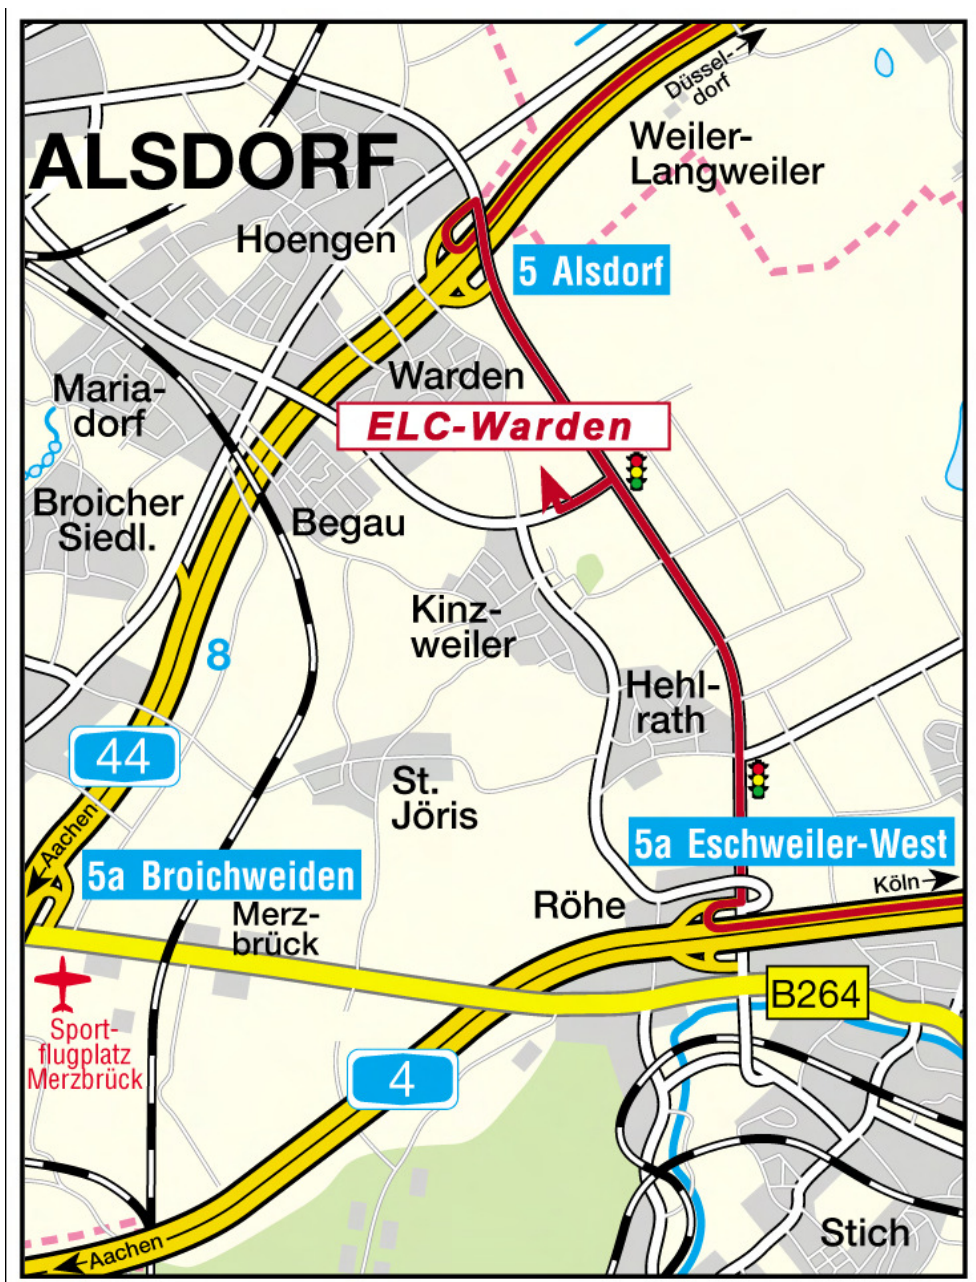 Düssel-
dorf
Weiler-
Langweiler
ALSDORF
Hoengen
5 Alsdorf
Warden
Maria-
dorf
ELC-Warden
Broicher
Siedl.
Begau
Kinz-
weiler
8
Hehl-
rath
44
St.
Jöris
Aachen
5a Eschweiler-West
5a Broichweiden
Köln
Röhe
Merz-
brück
B264
Sport-
flugplatz
Merzbrück
4
Stich
Aachen